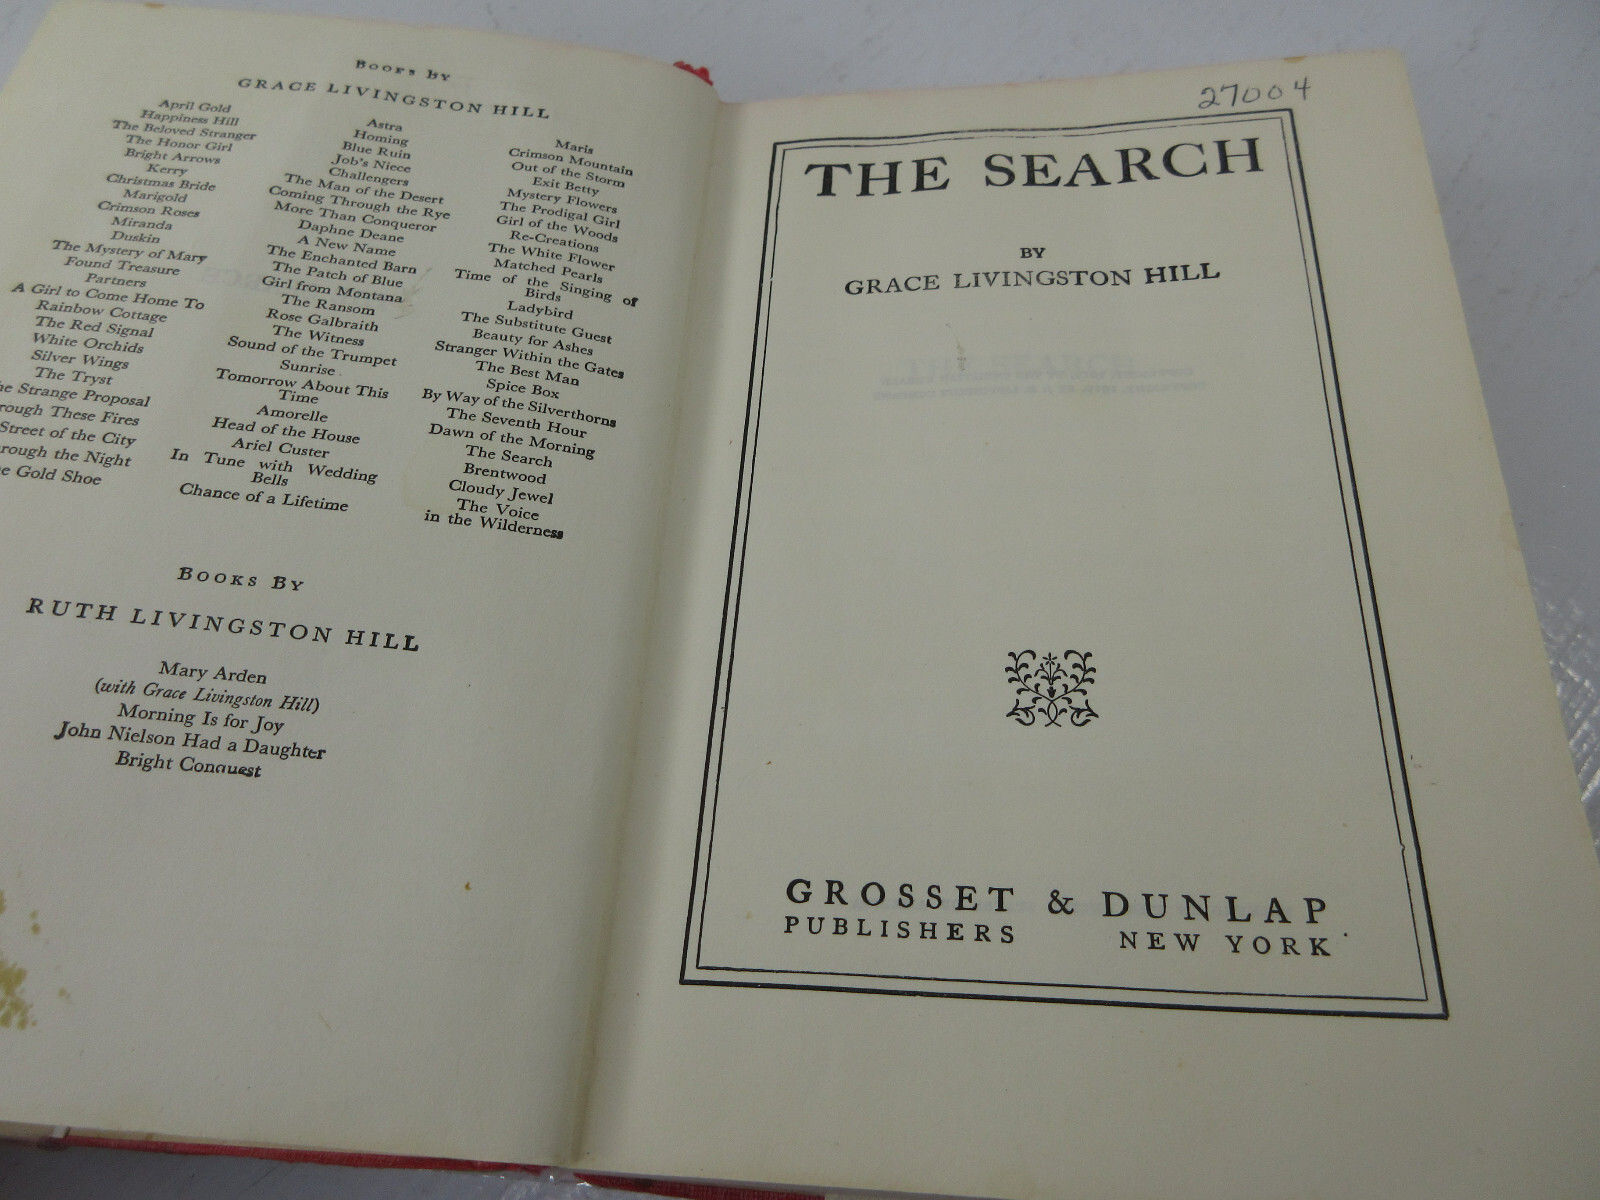 BOOKS BY
GRACE LIVINGSTON HILL
April Gold
Happiness Hill
The Beloved Stranger
The Honor Girl
Bright Arrows
Kerry
Christmas Bride
Marigold
Crimson Roses
Miranda
Duskin
The Mystery of Mary
Found Treasure
Partners
A Girl to Come Home To
Rainbow Cottage
The Red Signal
White Orchids
Silver Wings
The Tryst
Strange Proposal
These Fires
Street of the City
the Night
Gold Shoe
Astra
Homing
Blue Ruin
Job's Niece
Challengers
The Man of the Desert
Coming Through the Rye
More Than Conqueror
Daphne Deane
A New Name
The Enchanted Barn
The Patch of Blue
Girl from Montana
The Ransom
Rose Galbraith
The Witness
Sound of the Trumpet
Sunrise
Tomorrow About This
Time
Amorelle
Head of the House
Ariel Custer
In Tune with Wedding
Bells
Chance of a Lifetime
Maris
Crimson Mountain
Out of the Storm
Exit Betty
Mystery Flowers
The Prodigal Girl
Girl of the Woods
Re-Creations
The White Flower
Matched Pearls
Time of the Singing of
Birds
Ladybird
The Substitute Guest
Beauty for Ashes
Stranger Within the Gates
The Best Man
Spice Box
By Way of the Silverthorns
The Seventh Hour
Dawn of the Morning
The Search
Brentwood
Cloudy Jewel
The Voice
in the Wilderness
BOOKS BY
RUTH LIVINGSTON HILL
Mary Arden
(with Grace Livingston Hill)
Morning Is for Joy
John Nielson Had a Daughter
Bright Conquest
27004
THE SEARCH
BY
GRACE LIVINGSTON HILL
GROSSET & DUNLAP
PUBLISHERS NEW YORK